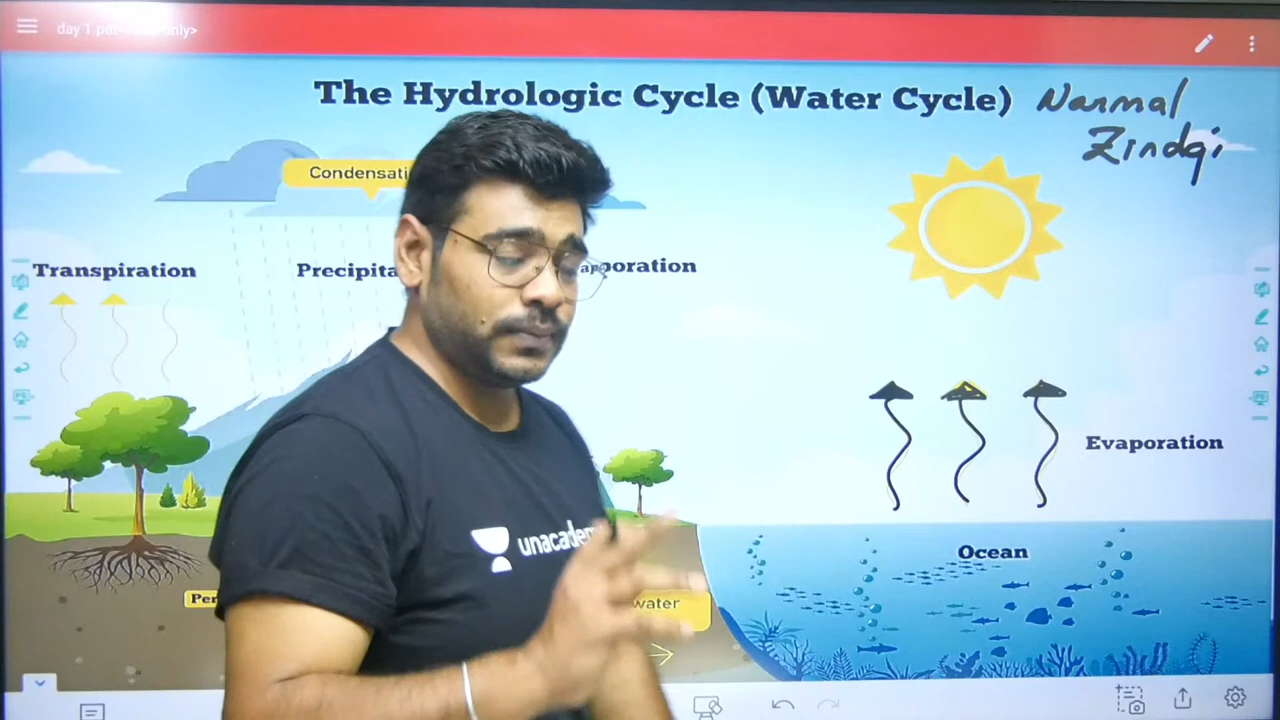 day 1.pdf
The Hydrologic Cycle (Water Cycle)
Narmal
Zindgi
Condensati
Transpiration
Precipita
aporation
Evaporation
unacadem
Ocean
Per
water